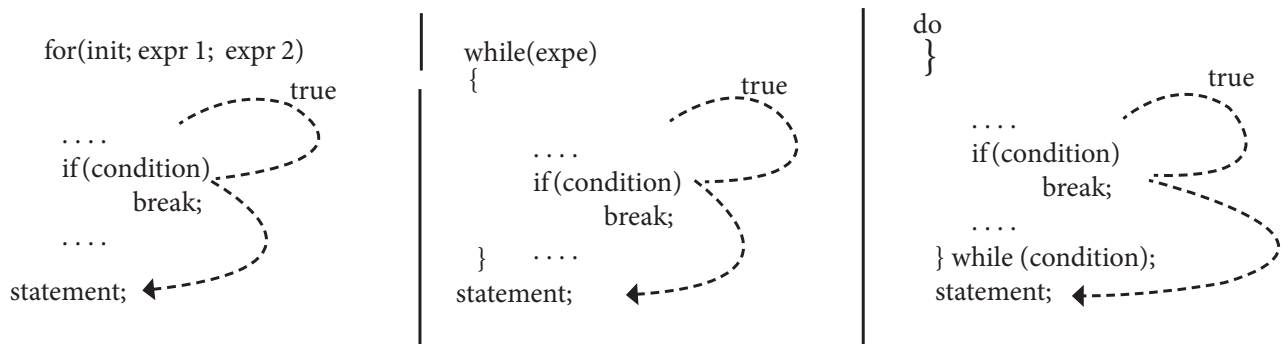 for(init; expr 1; expr 2)
true
. . . .
if (condition)
break;
. . . .
statement;
while(expe)
{
true
. . . .
if (condition)
break;
} . . . .
statement;
do
}
true
. . . .
if (condition)
break;
. . . .
} while (condition);
statement;